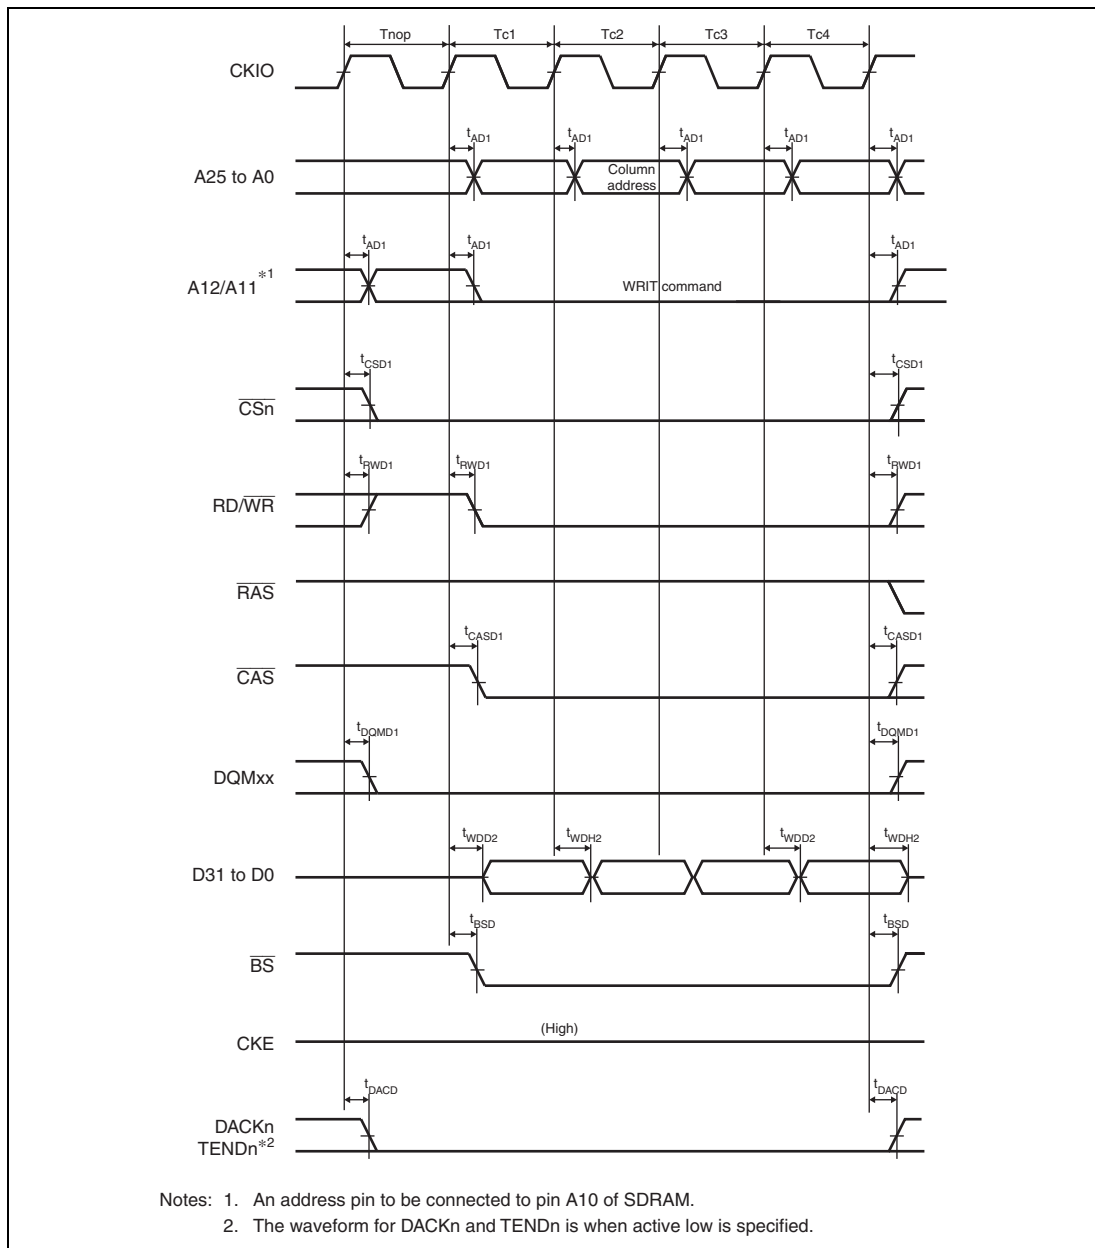 Tnop Tc1 Tc2 Tc3 Tc4
CKIO
tAD1 tAD1 tAD1 tAD1 tAD1
A25 to A0
Column
address
tAD1 tAD1 tAD1
A12/A11*1
WRIT command
tCSD1 tCSD1
CSn
tRWD1 tRWD1 tRWD1
RD/WR
RAS
tCASD1 tCASD1
CAS
tDQMD1 tDQMD1
DQMxx
tWDD2 tWDH2 tWDD2 tWDH2
D31 to D0
tBSD tBSD
BS
(High)
CKE
tDACD tDACD
DACKn
TENDn*2
Notes: 1. An address pin to be connected to pin A10 of SDRAM.
2. The waveform for DACKn and TENDn is when active low is specified.